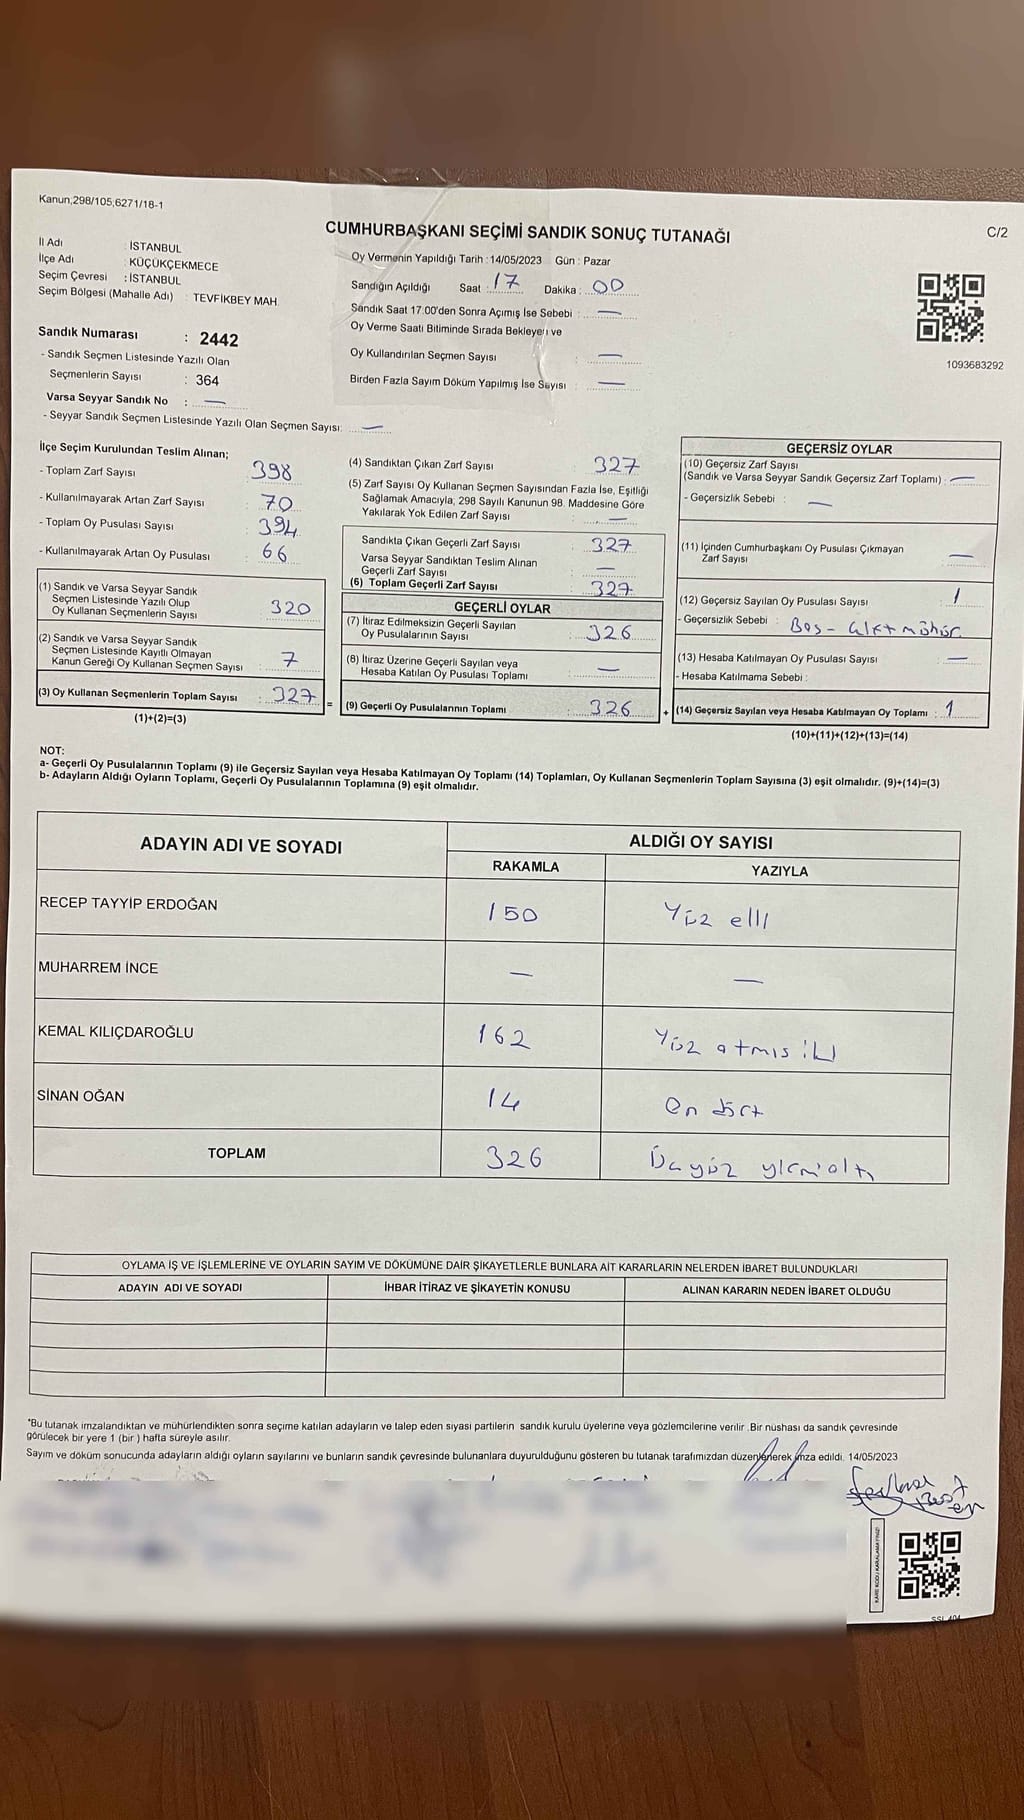 Kanun;298/105;6271/18-1
CUMHURBAŞKANI SEÇİMİ SANDIK SONUÇ TUTANAĞI
C/2
İl Adı : İSTANBUL
İlçe Adı : KÜÇÜKÇEKMECE
Seçim Çevresi : İSTANBUL
Seçim Bölgesi (Mahalle Adı) : TEVFİKBEY MAH.
Oy Vermenin Yapıldığı Tarih : 14/05/2023 Gün : Pazar
Sandığın Açıldığı Saat : 17 Dakika : 00
Sandık Saat 17:00'den Sonra Açımış İse Sebebi : —
Oy Verme Saati Bitiminde Sırada Bekleyen ve
Oy Kullandırılan Seçmen Sayısı : —
Birden Fazla Sayım Döküm Yapılmış İse Sayısı : —
1093683292
Sandık Numarası : 2442
- Sandık Seçmen Listesinde Yazılı Olan
Seçmenlerin Sayısı : 364
Varsa Seyyar Sandık No : —
- Seyyar Sandık Seçmen Listesinde Yazılı Olan Seçmen Sayısı: —
İlçe Seçim Kurulundan Teslim Alınan;
- Toplam Zarf Sayısı : 398
- Kullanılmayarak Artan Zarf Sayısı : 70
- Toplam Oy Pusulası Sayısı : 394
- Kullanılmayarak Artan Oy Pusulası : 66
(1) Sandık ve Varsa Seyyar Sandık
Seçmen Listesinde Yazılı Olup
Oy Kullanan Seçmenlerin Sayısı : 320
(2) Sandık ve Varsa Seyyar Sandık
Seçmen Listesinde Kayıtlı Olmayan
Kanun Gereği Oy Kullanan Seçmen Sayısı : 7
(3) Oy Kullanan Seçmenlerin Toplam Sayısı : 327
(1)+(2)=(3)
=
(4) Sandıktan Çıkan Zarf Sayısı : 327
(5) Zarf Sayısı Oy Kullanan Seçmen Sayısından Fazla İse, Eşitliği
Sağlamak Amacıyla, 298 Sayılı Kanunun 98. Maddesine Göre
Yakılarak Yok Edilen Zarf Sayısı : —
Sandıkta Çıkan Geçerli Zarf Sayısı : 327
Varsa Seyyar Sandıktan Teslim Alınan
Geçerli Zarf Sayısı : —
(6) Toplam Geçerli Zarf Sayısı : 327
GEÇERLİ OYLAR
(7) İtiraz Edilmeksizin Geçerli Sayılan
Oy Pusulalarının Sayısı : 326
(8) İtiraz Üzerine Geçerli Sayılan veya
Hesaba Katılan Oy Pusulası Toplamı : —
(9) Geçerli Oy Pusulalarının Toplamı : 326
+
GEÇERSİZ OYLAR
(10) Geçersiz Zarf Sayısı
(Sandık ve Varsa Seyyar Sandık Geçersiz Zarf Toplamı) : —
- Geçersizlik Sebebi : —
(11) İçinden Cumhurbaşkanı Oy Pusulası Çıkmayan
Zarf Sayısı : —
(12) Geçersiz Sayılan Oy Pusulası Sayısı : 1
- Geçersizlik Sebebi : Boş - çift mühür
(13) Hesaba Katılmayan Oy Pusulası Sayısı : —
- Hesaba Katılmama Sebebi :
(14) Geçersiz Sayılan veya Hesaba Katılmayan Oy Toplamı : 1
(10)+(11)+(12)+(13)=(14)
NOT:
a- Geçerli Oy Pusulalarının Toplamı (9) ile Geçersiz Sayılan veya Hesaba Katılmayan Oy Toplamı (14) Toplamları, Oy Kullanan Seçmenlerin Toplam Sayısına (3) eşit olmalıdır. (9)+(14)=(3)
b- Adayların Aldığı Oyların Toplamı, Geçerli Oy Pusulalarının Toplamına (9) eşit olmalıdır.
ADAYIN ADI VE SOYADI
ALDIĞI OY SAYISI
RAKAMLA YAZIYLA
RECEP TAYYİP ERDOĞAN 150 Yüz elli
MUHARREM İNCE — —
KEMAL KILIÇDAROĞLU 162 Yüz atmış iki
SİNAN OĞAN 14 On dört
TOPLAM 326 Üçyüz yirmialtı
OYLAMA İŞ VE İŞLEMLERİNE VE OYLARIN SAYIM VE DÖKÜMÜNE DAİR ŞİKAYETLERLE BUNLARA AİT KARARLARIN NELERDEN İBARET BULUNDUKLARI
ADAYIN ADI VE SOYADI İHBAR İTİRAZ VE ŞİKAYETİN KONUSU ALINAN KARARIN NEDEN İBARET OLDUĞU
*Bu tutanak imzalandıktan ve mühürlendikten sonra seçime katılan adayların ve talep eden siyasi partilerin sandık kurulu üyelerine veya gözlemcilerine verilir. Bir nüshası da sandık çevresinde
görülecek bir yere 1 (bir) hafta süreyle asılır.
Sayım ve döküm sonucunda adayların aldığı oyların sayılarını ve bunların sandık çevresinde bulunanlara duyurulduğunu gösteren bu tutanak tarafımızdan düzenlenerek imza edildi. 14/05/2023
KARE KODU KARALAMAYINIZ!